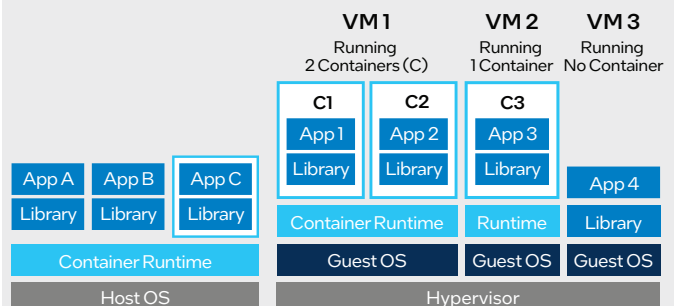 VM 1
Running
2 Containers (C)
VM 2
Running
1 Container
VM 3
Running
No Container
C1
App 1
Library
C2
App 2
Library
C3
App 3
Library
App A
Library
App B
Library
App C
Library
App 4
Library
Container Runtime
Runtime
Container Runtime
Guest OS
Guest OS
Guest OS
Host OS
Hypervisor